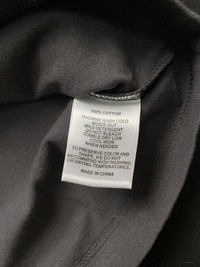 100% COTTON
MACHINE WASH COLD
INSIDE OUT
MILD DETERGENT
DO NOT BLEACH
TUMBLE DRY LOW
COOL IRON
WHEN NEEDED
TO PRESERVE COLOR AND
SHAPE, WE DO NOT
RECOMMEND HIGH WASHING
OR DRYING TEMPERATURES.
MADE IN CHINA